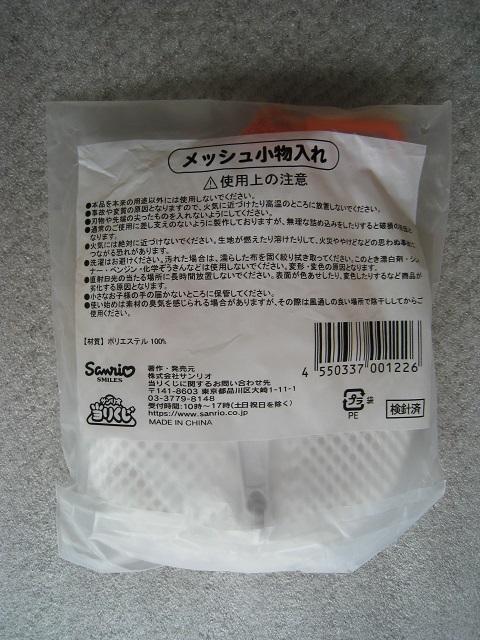 メッシュ小物入れ
⚠使用上の注意
●本品を本来の用途以外には使用しないでください。
●事故や変質の原因となりますので、火気に近づけたり高温のところに放置しないでください。
●刃物や先端の尖ったものを入れないようにしてください。
●通常のご使用に差し支えのないように製作しておりますが、無理な詰め込みをしたりすると破損の原因と
なります。
●火気には絶対に近づけないでください。生地が燃えたり溶けたりして、火災ややけどなどの思わぬ事故に
つながる恐れがあります。
●洗濯はお避けください。汚れた場合は、濡らした布を固く絞り拭き取ってください。このとき漂白剤・シン
ナー・ベンジン・化学ぞうきんなどは使用しないでください。変形・変色の原因となります。
●直射日光の当たる場所に長時間放置しないでください。表面が色あせたり、変色したりするなど商品が
劣化する原因となります。
●小さなお子様の手の届かないところに保管してください。
●使い始めは素材の臭気を感じられる場合がありますが、その際は風通しの良い場所で陰干ししてからご
使用ください。
【材質】ポリエステル 100%
Sanrio
SMILES
サンリオ
当りくじ
著作・発売元
株式会社サンリオ
当りくじに関するお問い合わせ先
〒141-8603 東京都品川区大崎1-11-1
03-3779-8148
受付時間:10時〜17時(土日祝日を除く)
https://www.sanrio.co.jp
MADE IN CHINA
4 550337 001226
プラ 袋
PE
検針済